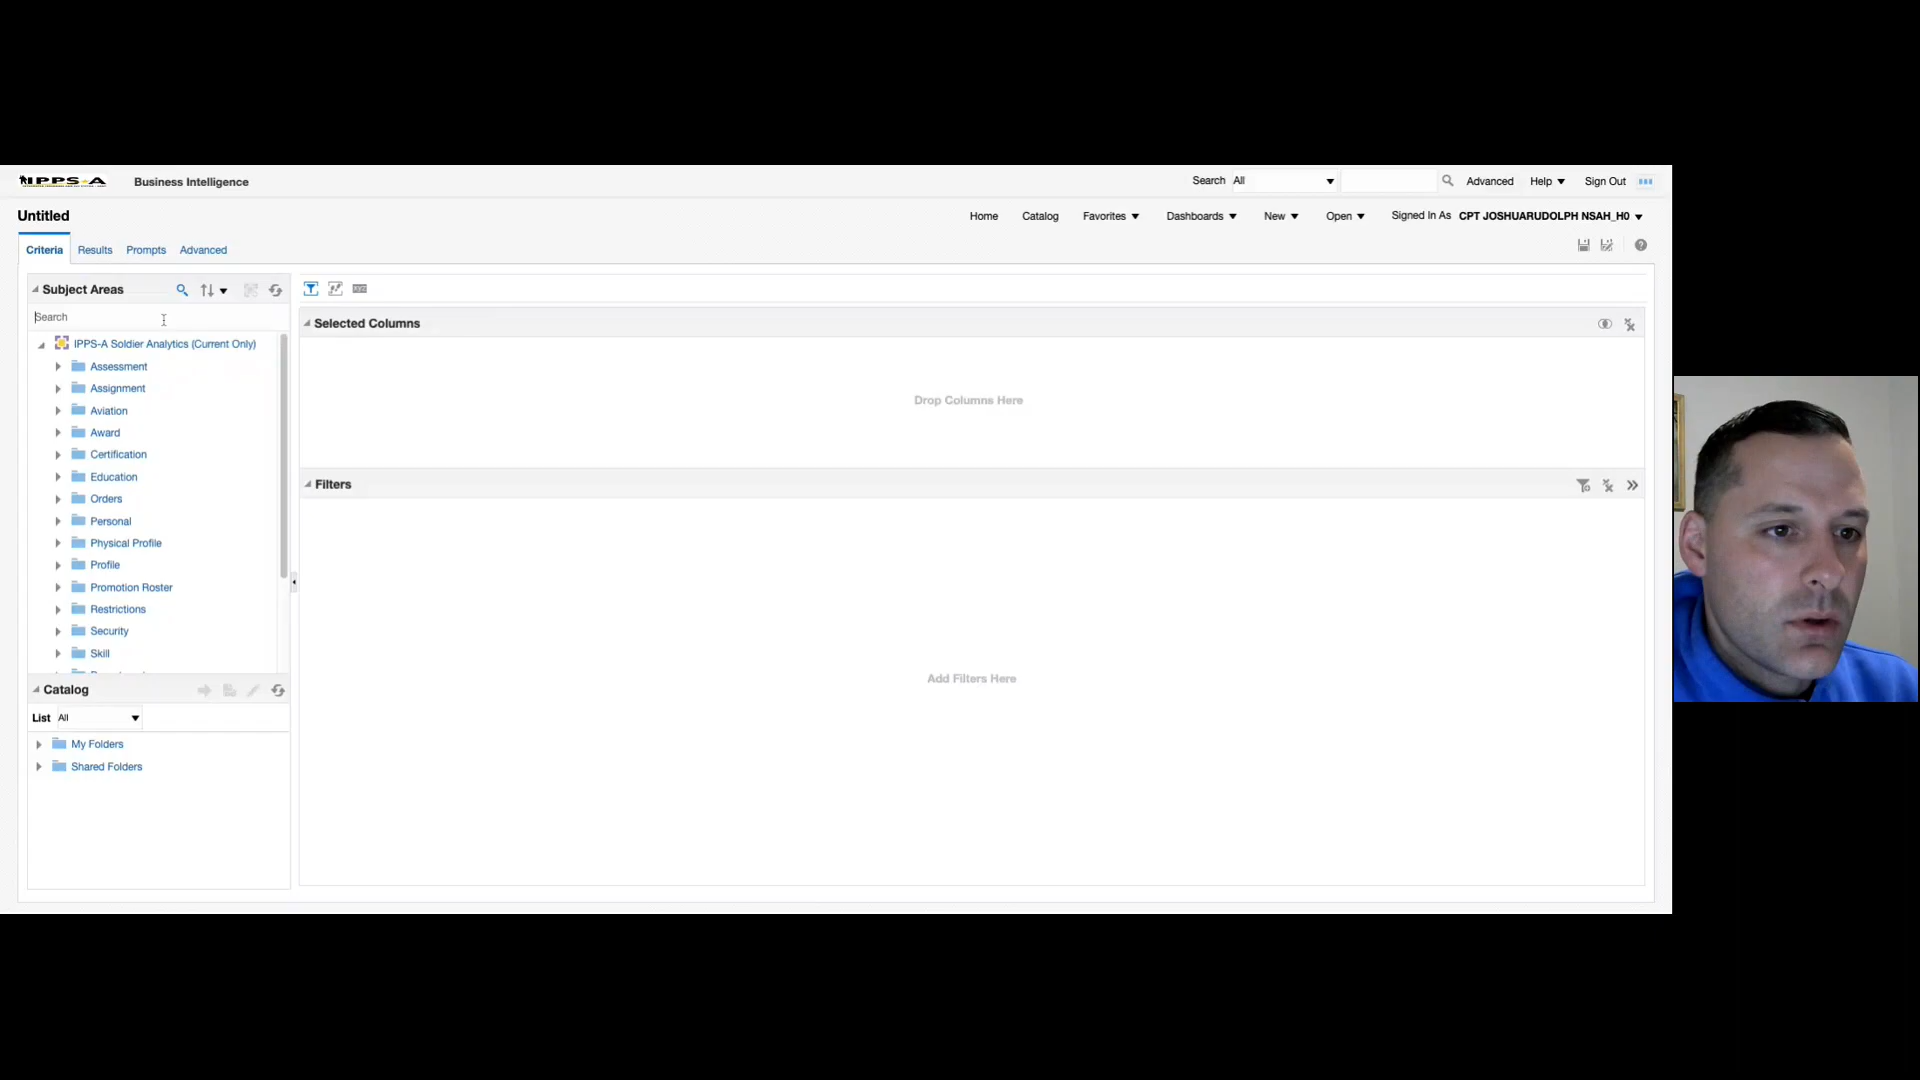 IPPS-A Business Intelligence Search All Advanced Help Sign Out
Untitled Home Catalog Favorites Dashboards New Open Signed In As CPT JOSHUARUDOLPH NSAH_H0
Criteria Results Prompts Advanced
Subject Areas
Search
Selected Columns
IPPS-A Soldier Analytics (Current Only)
Assessment
Assignment
Drop Columns Here
Aviation
Award
Certification
Education
Filters
Orders
Personal
Physical Profile
Profile
Promotion Roster
Restrictions
Security
Skill
Add Filters Here
Catalog
List All
My Folders
Shared Folders